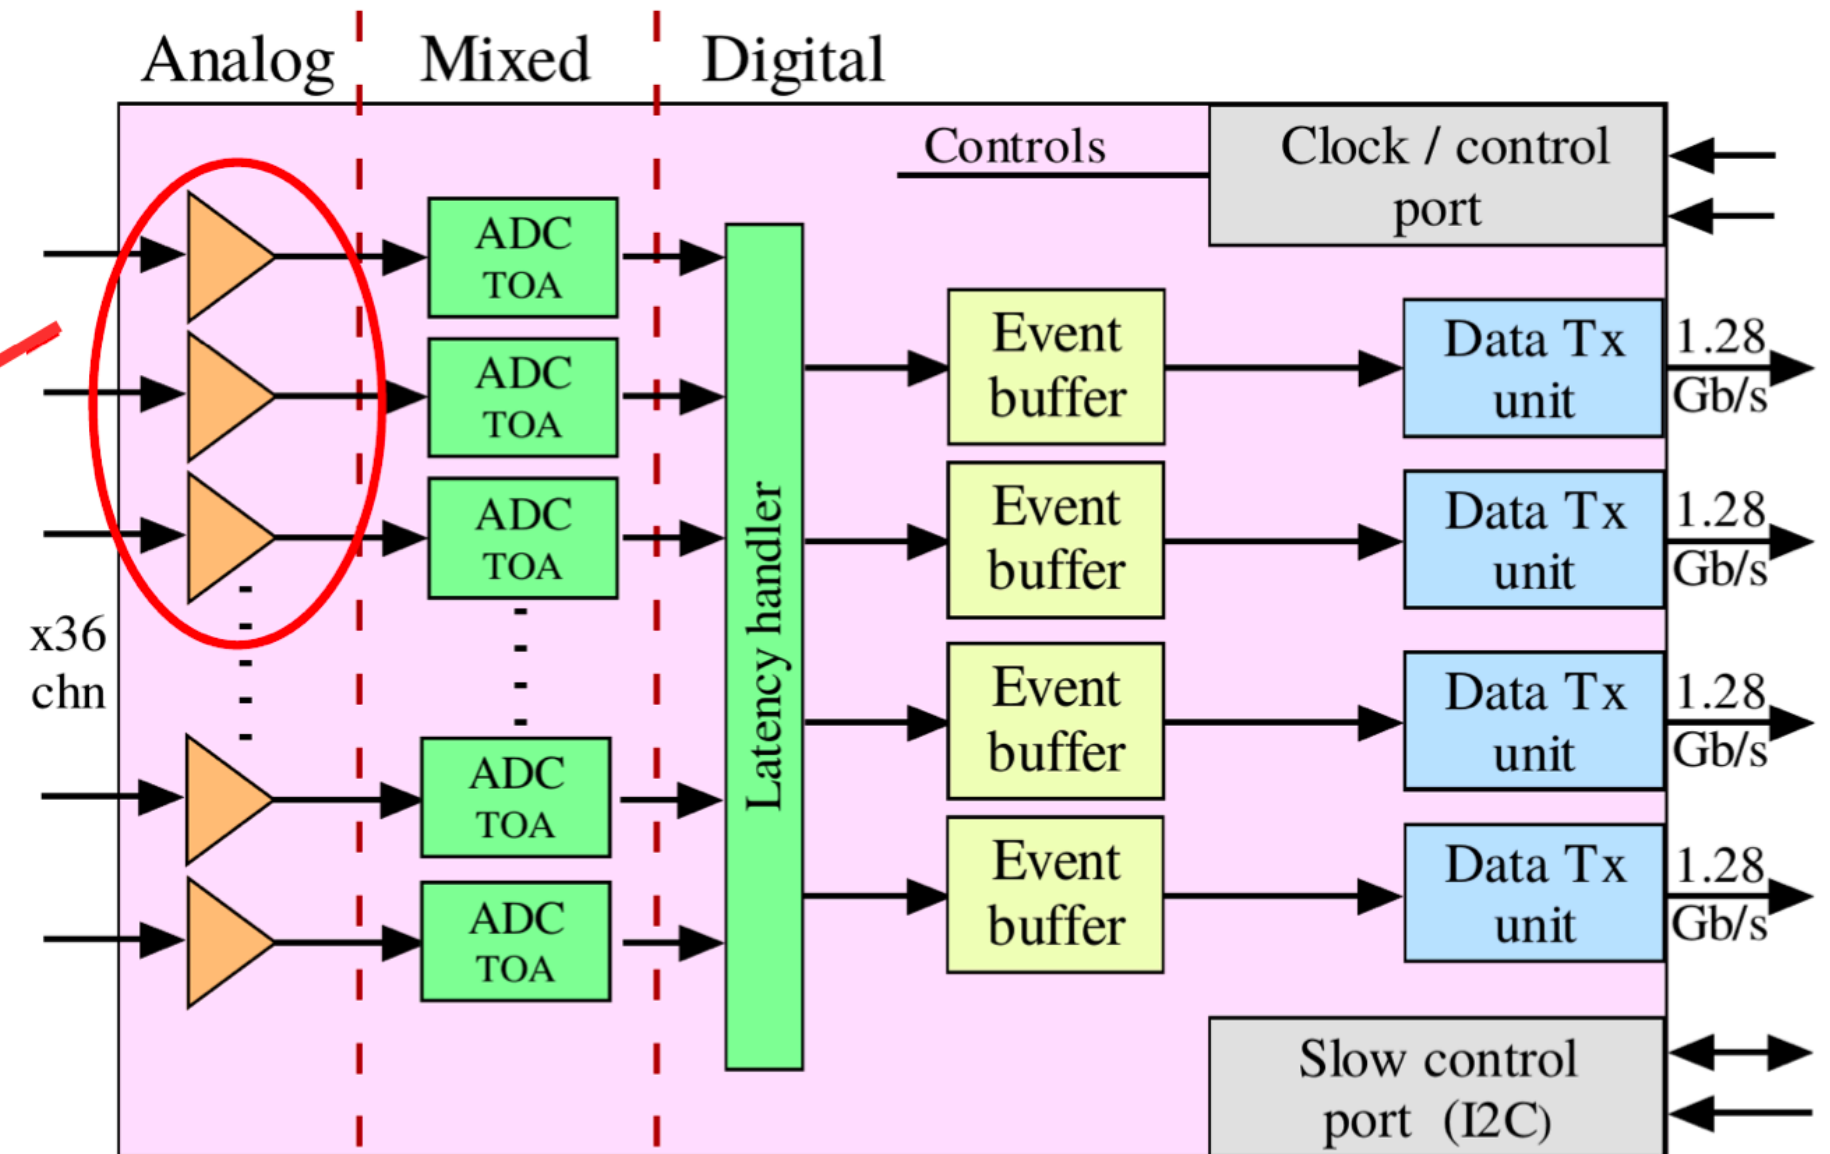 Analog
Mixed
Digital
Controls
Clock / control
port
ADC
TOA
ADC
TOA
ADC
TOA
x36
chn
ADC
TOA
ADC
TOA
Latency handler
Event
buffer
Data Tx
unit
1.28
Gb/s
Event
buffer
Data Tx
unit
1.28
Gb/s
Event
buffer
Data Tx
unit
1.28
Gb/s
Event
buffer
Data Tx
unit
1.28
Gb/s
Slow control
port (I2C)